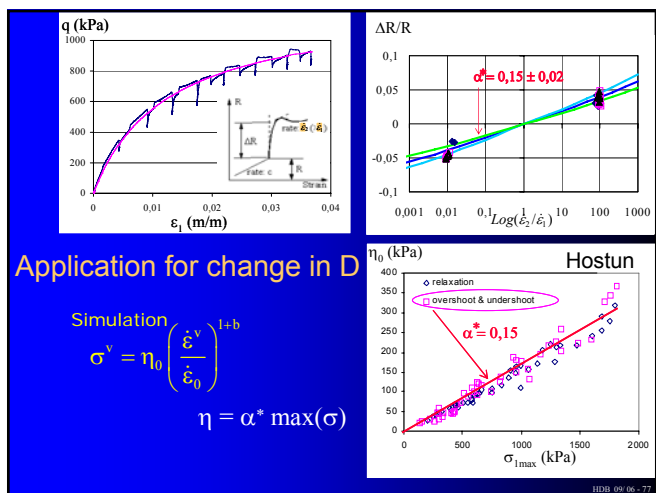 q (kPa)
1000
800
600
400
200
0
0
0,01
0,02
0,03
0,04
ε₁ (m/m)
R
ΔR
R
rate: c
Strain
ΔR/R
0,1
0,05
0
-0,05
-0,1
α* = 0,15 ± 0,02
0,001
0,01
0,1
1
10
100
1000
Log(ε̇₂/ε̇₁)
Application for change in D
Simulation
σᵛ = η₀ (ε̇ᵛ / ε̇₀)¹⁺ᵇ
η = α* max(σ)
η₀ (kPa)
Hostun
400
350
300
250
200
150
100
50
0
relaxation
overshoot & undershoot
α* = 0,15
0
500
1000
1500
2000
σ₁max (kPa)
HDB 09/ 06 - 77